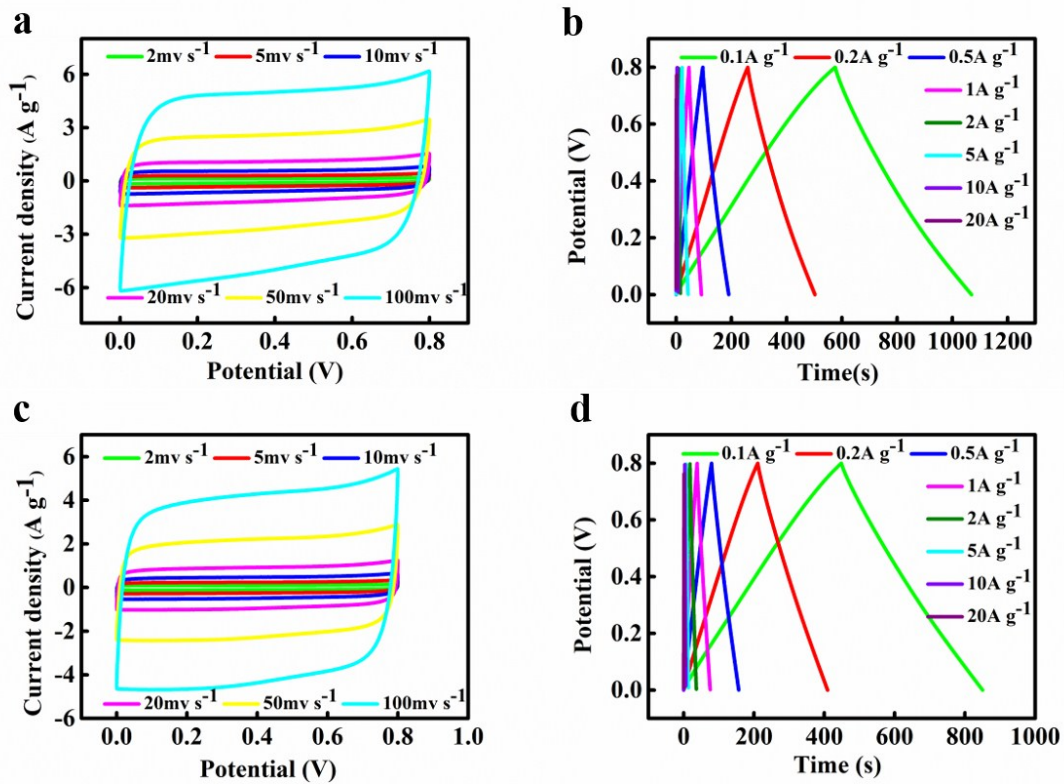 a
2mv s⁻¹ 5mv s⁻¹ 10mv s⁻¹
6
3
0
-3
-6
20mv s⁻¹ 50mv s⁻¹ 100mv s⁻¹
0.0 0.2 0.4 0.6 0.8
Current density (A g⁻¹)
Potential (V)
b
0.1A g⁻¹ 0.2A g⁻¹ 0.5A g⁻¹
1A g⁻¹
2A g⁻¹
5A g⁻¹
10A g⁻¹
20A g⁻¹
0.8
0.6
0.4
0.2
0.0
0 200 400 600 800 1000 1200
Potential (V)
Time(s)
c
2mv s⁻¹ 5mv s⁻¹ 10mv s⁻¹
6
4
2
0
-2
-4
-6
20mv s⁻¹ 50mv s⁻¹ 100mv s⁻¹
0.0 0.2 0.4 0.6 0.8 1.0
Current density (A g⁻¹)
Potential (V)
d
0.1A g⁻¹ 0.2A g⁻¹ 0.5A g⁻¹
1A g⁻¹
2A g⁻¹
5A g⁻¹
10A g⁻¹
20A g⁻¹
0.8
0.6
0.4
0.2
0.0
0 200 400 600 800 1000
Potential (V)
Time (s)